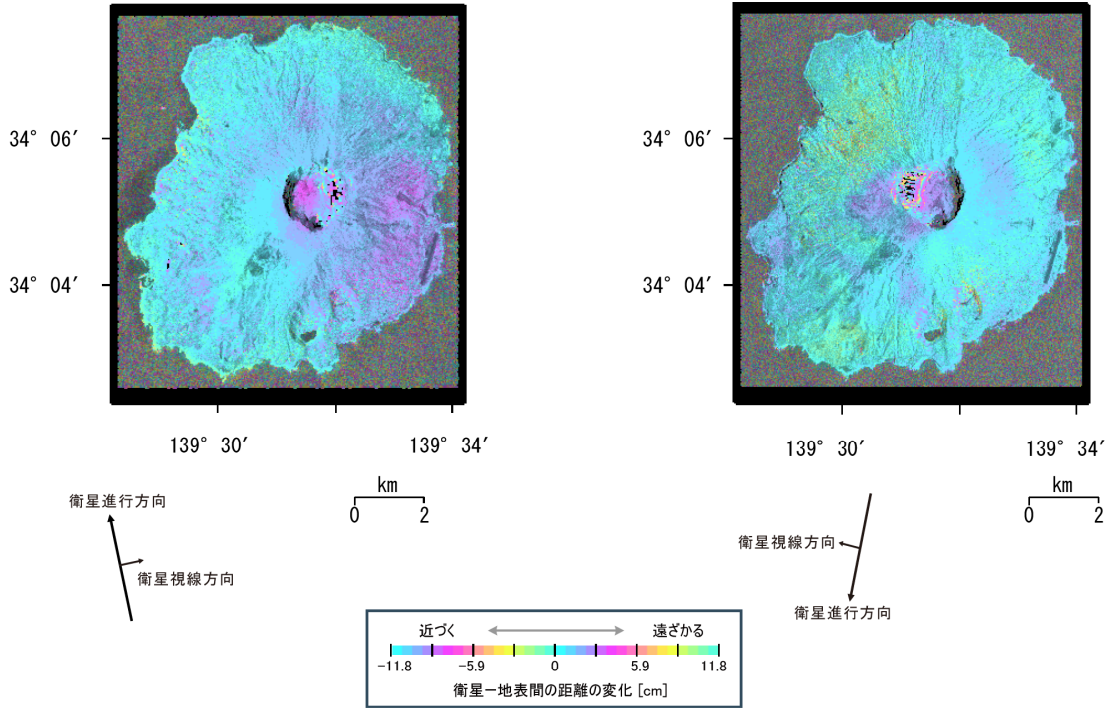 34° 06′
34° 04′
139° 30′
139° 34′
km
0 2
衛星進行方向
衛星視線方向
139° 30′
139° 34′
km
0 2
衛星視線方向
衛星進行方向
近づく 遠ざかる
-11.8 -5.9 0 5.9 11.8
衛星ー地表間の距離の変化 [cm]
34° 06′
34° 04′